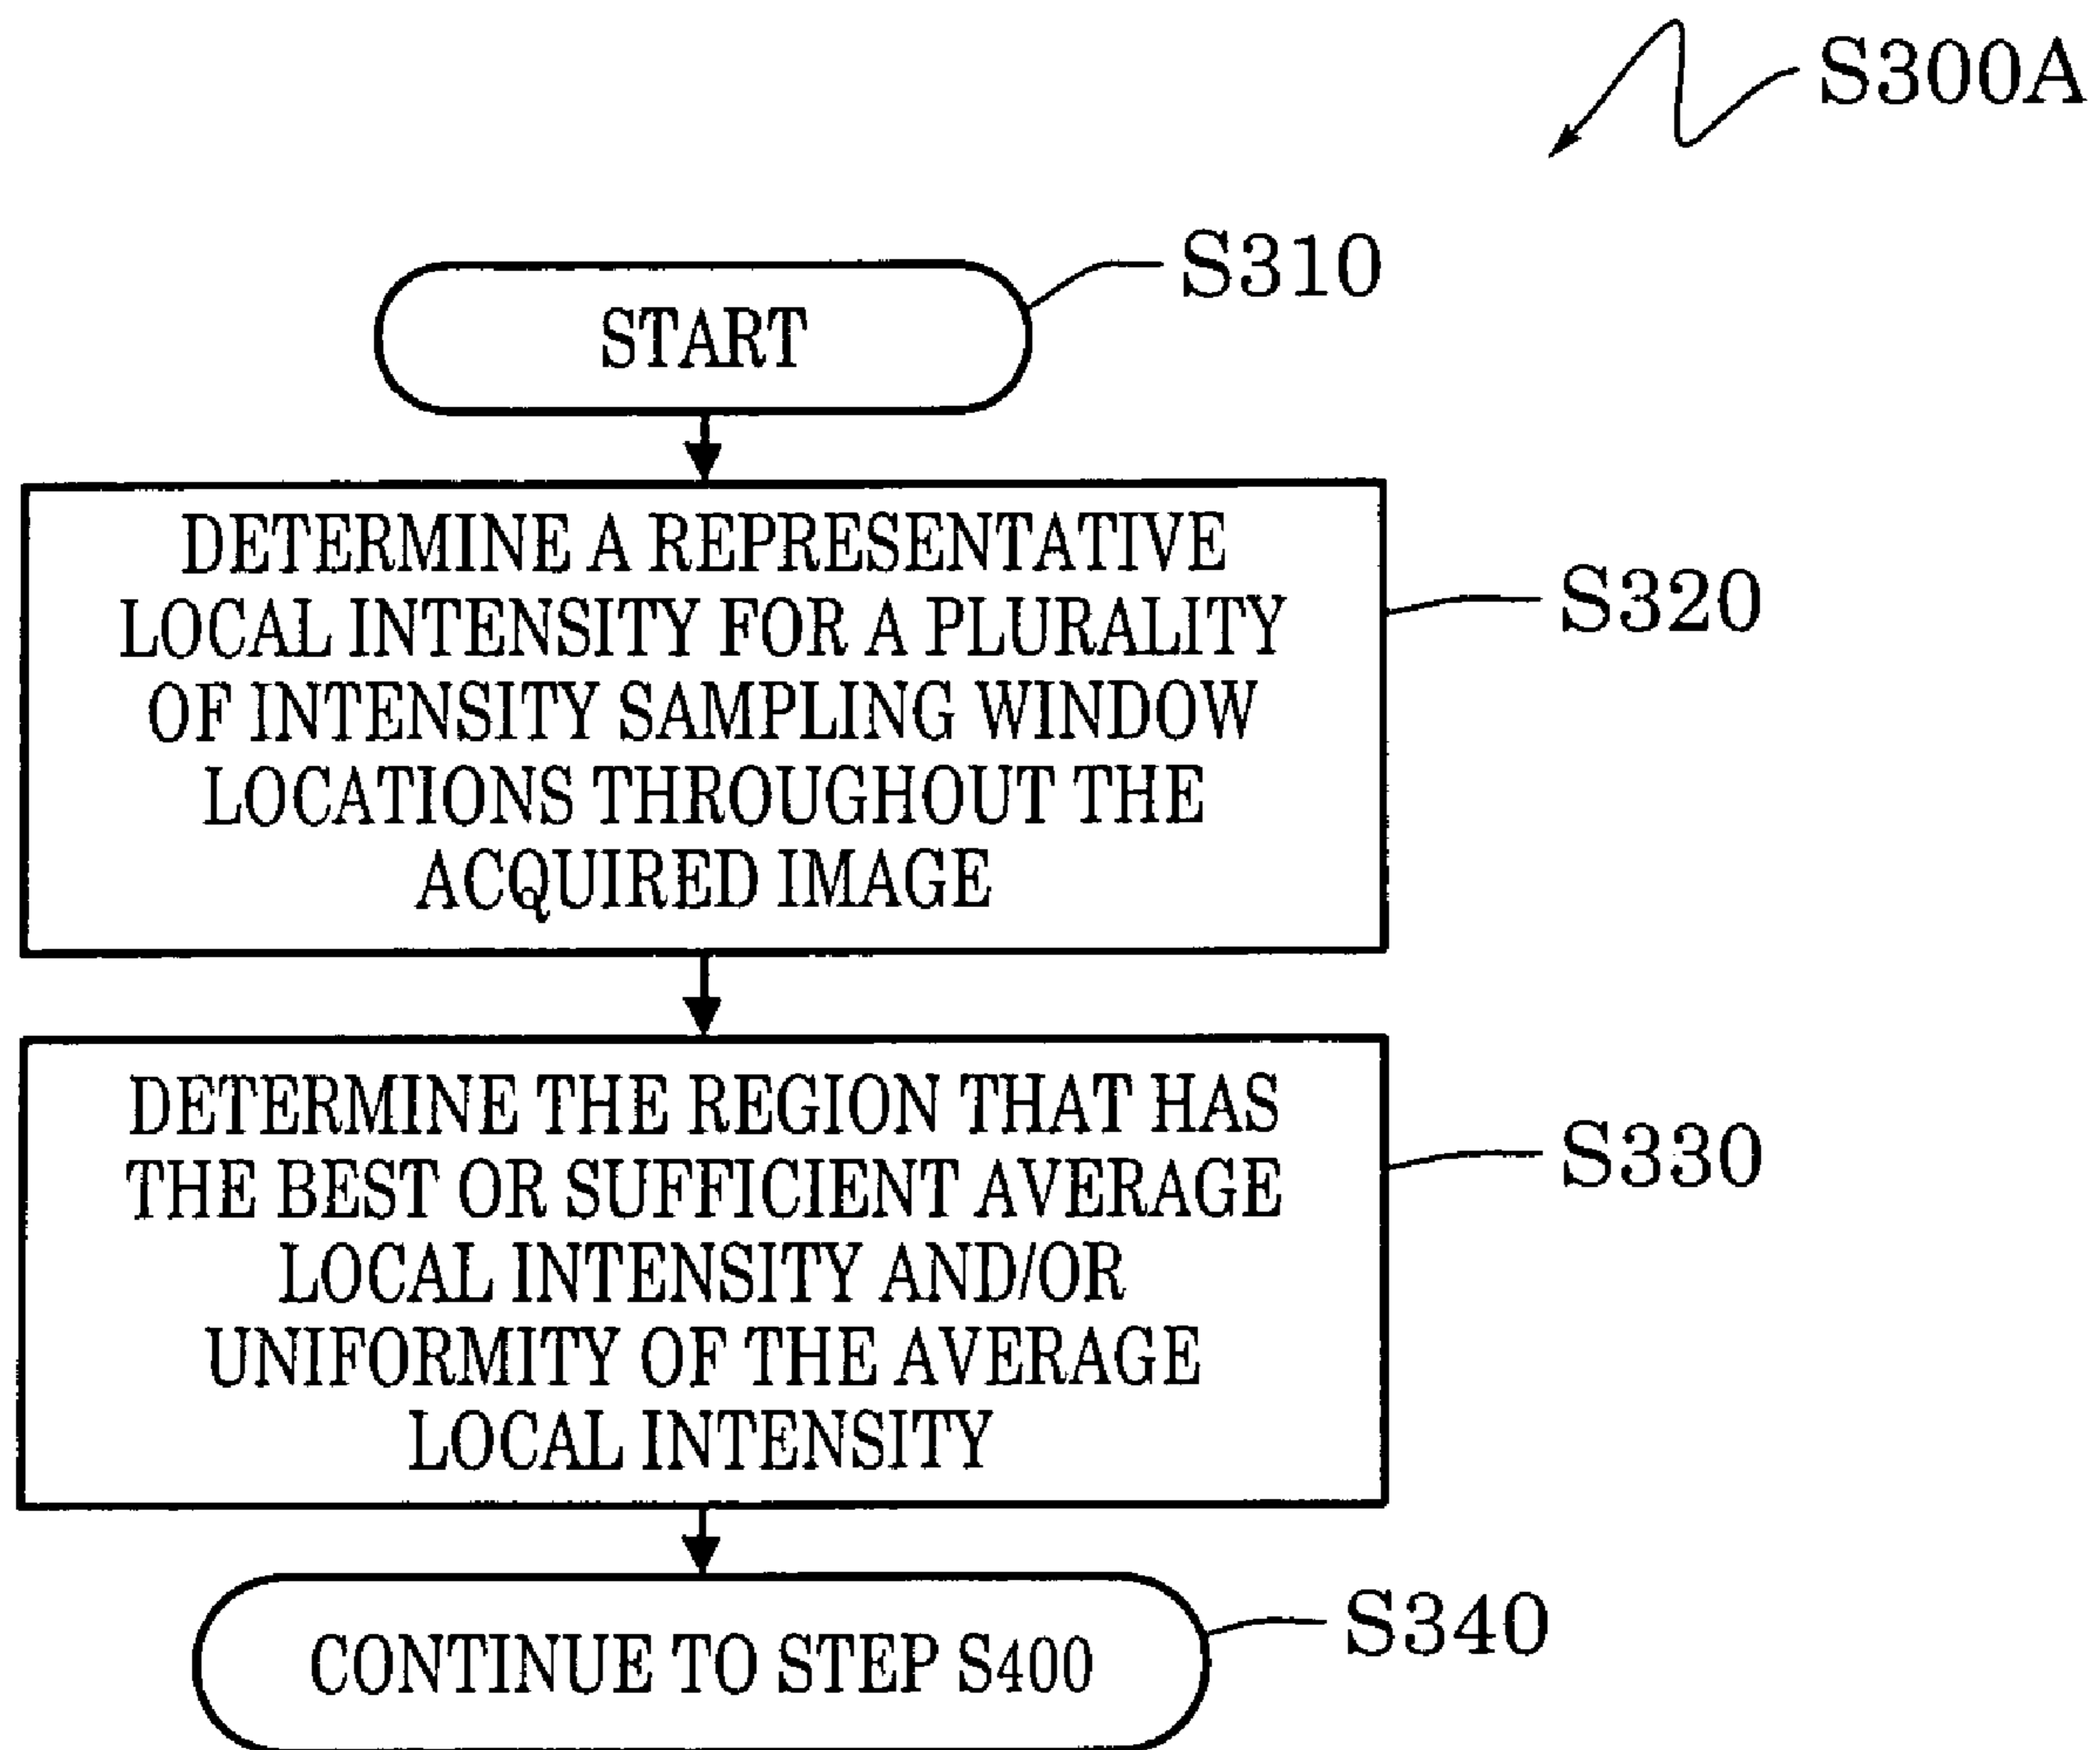 S300A
S310
START
DETERMINE A REPRESENTATIVE
LOCAL INTENSITY FOR A PLURALITY
OF INTENSITY SAMPLING WINDOW
LOCATIONS THROUGHOUT THE
ACQUIRED IMAGE
S320
DETERMINE THE REGION THAT HAS
THE BEST OR SUFFICIENT AVERAGE
LOCAL INTENSITY AND/OR
UNIFORMITY OF THE AVERAGE
LOCAL INTENSITY
S330
CONTINUE TO STEP S400
S340